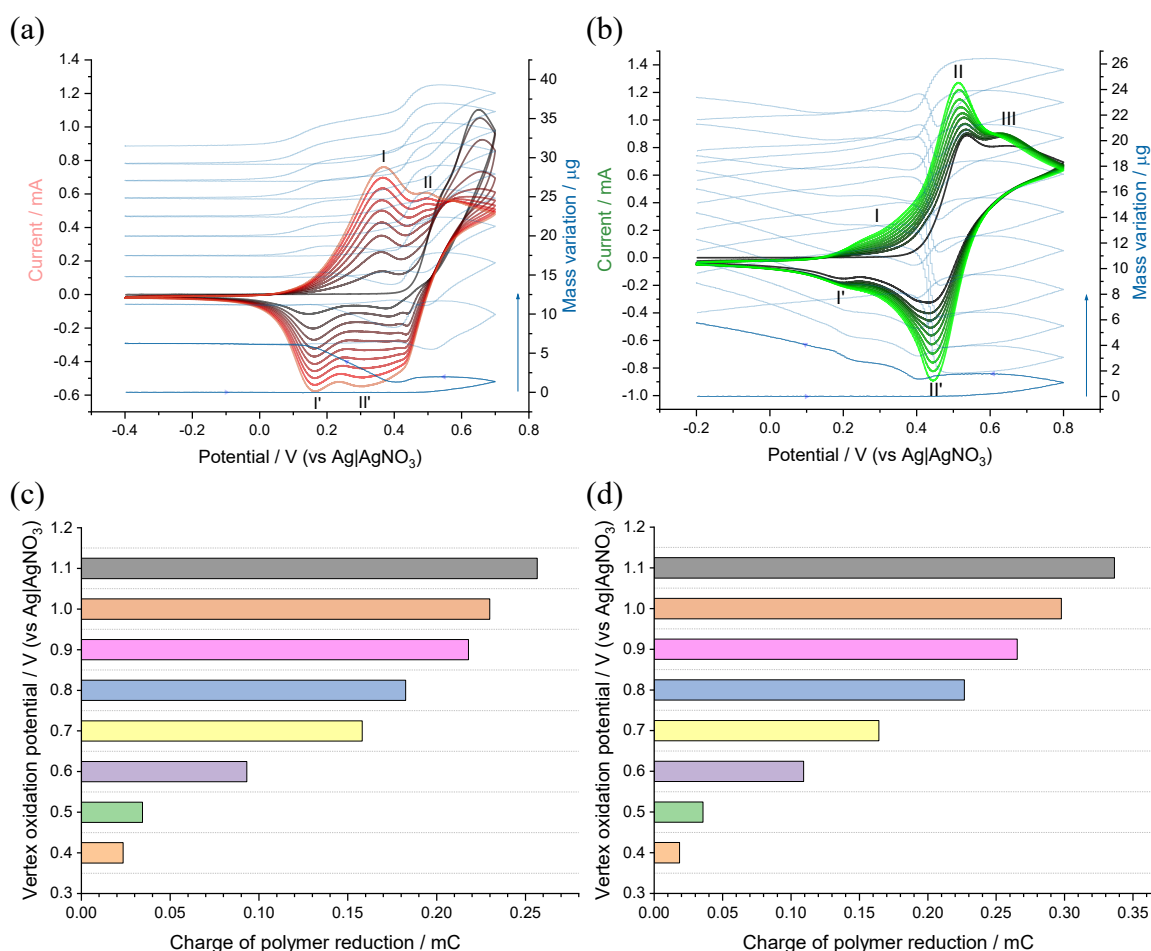 (a)
1.4
1.2
1.0
0.8
0.6
0.4
0.2
0.0
-0.2
-0.4
-0.6
Current / mA
I
II
I'
II'
40
35
30
25
20
15
10
5
0
Mass variation / µg
-0.4 -0.2 0.0 0.2 0.4 0.6 0.8
Potential / V (vs Ag|AgNO₃)
(b)
1.4
1.2
1.0
0.8
0.6
0.4
0.2
0.0
-0.2
-0.4
-0.6
-0.8
-1.0
Current / mA
I
II
III
I'
II'
26
24
22
20
18
16
14
12
10
8
6
4
2
0
Mass variation / µg
-0.2 0.0 0.2 0.4 0.6 0.8
Potential / V (vs Ag|AgNO₃)
(c)
Vertex oxidation potential / V (vs Ag|AgNO₃)
1.2
1.1
1.0
0.9
0.8
0.7
0.6
0.5
0.4
0.3
0.00 0.05 0.10 0.15 0.20 0.25
Charge of polymer reduction / mC
(d)
Vertex oxidation potential / V (vs Ag|AgNO₃)
1.2
1.1
1.0
0.9
0.8
0.7
0.6
0.5
0.4
0.3
0.00 0.05 0.10 0.15 0.20 0.25 0.30 0.35
Charge of polymer reduction / mC